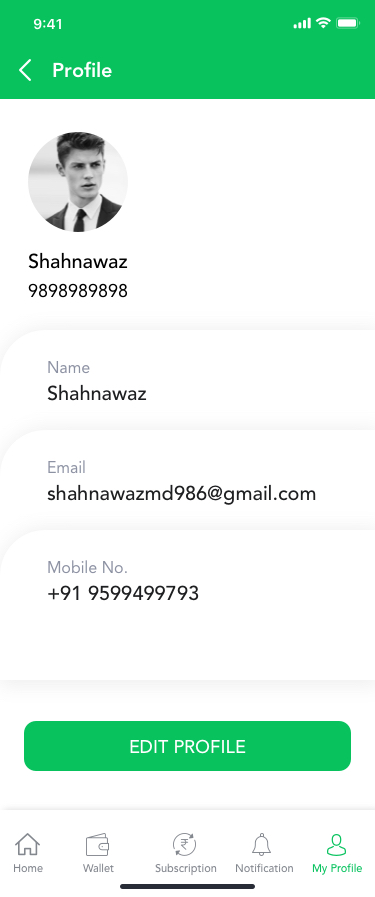 9:41
Profile
Shahnawaz
9898989898
Name
Shahnawaz
Email
shahnawazmd986@gmail.com
Mobile No.
+91 9599499793
EDIT PROFILE
Home Wallet Subscription Notification My Profile